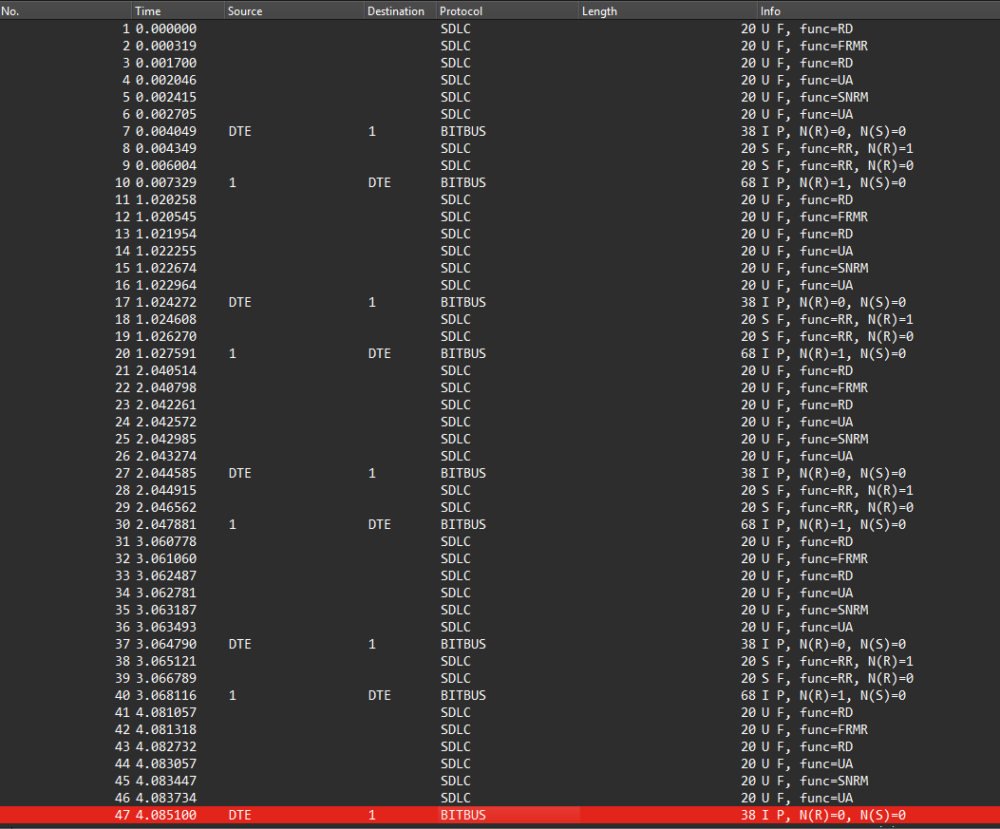 No. Time Source Destination Protocol Length Info
1 0.000000 SDLC 20 U F, func=RD
2 0.000319 SDLC 20 U F, func=FRMR
3 0.001700 SDLC 20 U F, func=RD
4 0.002046 SDLC 20 U F, func=UA
5 0.002415 SDLC 20 U F, func=SNRM
6 0.002705 SDLC 20 U F, func=UA
7 0.004049 DTE 1 BITBUS 38 I P, N(R)=0, N(S)=0
8 0.004349 SDLC 20 S F, func=RR, N(R)=1
9 0.006004 SDLC 20 S F, func=RR, N(R)=0
10 0.007329 1 DTE BITBUS 68 I P, N(R)=1, N(S)=0
11 1.020258 SDLC 20 U F, func=RD
12 1.020545 SDLC 20 U F, func=FRMR
13 1.021954 SDLC 20 U F, func=RD
14 1.022255 SDLC 20 U F, func=UA
15 1.022674 SDLC 20 U F, func=SNRM
16 1.022964 SDLC 20 U F, func=UA
17 1.024272 DTE 1 BITBUS 38 I P, N(R)=0, N(S)=0
18 1.024608 SDLC 20 S F, func=RR, N(R)=1
19 1.026270 SDLC 20 S F, func=RR, N(R)=0
20 1.027591 1 DTE BITBUS 68 I P, N(R)=1, N(S)=0
21 2.040514 SDLC 20 U F, func=RD
22 2.040798 SDLC 20 U F, func=FRMR
23 2.042261 SDLC 20 U F, func=RD
24 2.042572 SDLC 20 U F, func=UA
25 2.042985 SDLC 20 U F, func=SNRM
26 2.043274 SDLC 20 U F, func=UA
27 2.044585 DTE 1 BITBUS 38 I P, N(R)=0, N(S)=0
28 2.044915 SDLC 20 S F, func=RR, N(R)=1
29 2.046562 SDLC 20 S F, func=RR, N(R)=0
30 2.047881 1 DTE BITBUS 68 I P, N(R)=1, N(S)=0
31 3.060778 SDLC 20 U F, func=RD
32 3.061060 SDLC 20 U F, func=FRMR
33 3.062487 SDLC 20 U F, func=RD
34 3.062781 SDLC 20 U F, func=UA
35 3.063187 SDLC 20 U F, func=SNRM
36 3.063493 SDLC 20 U F, func=UA
37 3.064790 DTE 1 BITBUS 38 I P, N(R)=0, N(S)=0
38 3.065121 SDLC 20 S F, func=RR, N(R)=1
39 3.066789 SDLC 20 S F, func=RR, N(R)=0
40 3.068116 1 DTE BITBUS 68 I P, N(R)=1, N(S)=0
41 4.081057 SDLC 20 U F, func=RD
42 4.081318 SDLC 20 U F, func=FRMR
43 4.082732 SDLC 20 U F, func=RD
44 4.083057 SDLC 20 U F, func=UA
45 4.083447 SDLC 20 U F, func=SNRM
46 4.083734 SDLC 20 U F, func=UA
47 4.085100 DTE 1 BITBUS 38 I P, N(R)=0, N(S)=0